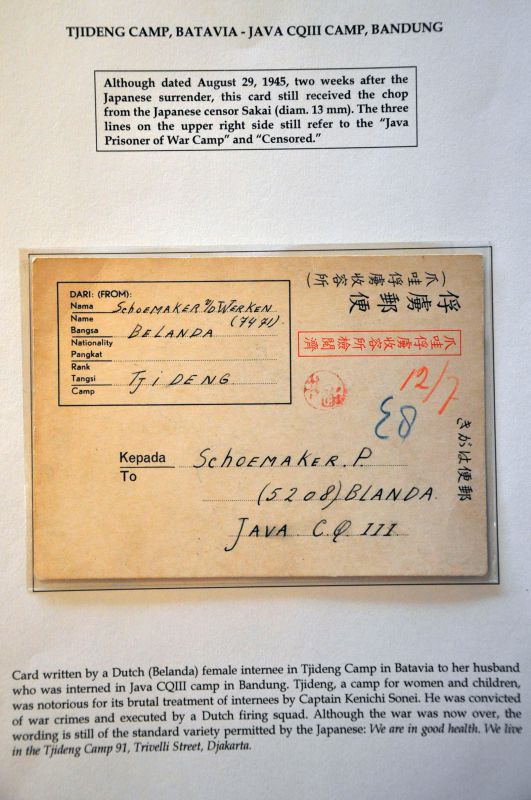 TJIDENG CAMP, BATAVIA - JAVA CQIII CAMP, BANDUNG
Although dated August 29, 1945, two weeks after the
Japanese surrender, this card still received the chop
from the Japanese censor Sakai (diam. 13 mm). The three
lines on the upper right side still refer to the "Java
Prisoner of War Camp" and "Censored."
DARI: (FROM):
Nama
Name
SCHOEMAKER V/D WERKEN
(7491).
Bangsa
Nationality
BELANDA
Pangkat
Rank
Tangsi
Camp
TJIDENG
(爪哇俘虜收容所)
俘虜郵便
爪哇俘虜收容所檢閲濟
12/7
郵便はがき
Kepada
To
SCHOEMAKER. P.
(5208) BLANDA.
JAVA C.Q. III
Card written by a Dutch (Belanda) female internee in Tjideng Camp in Batavia to her husband
who was interned in Java CQIII camp in Bandung. Tjideng, a camp for women and children,
was notorious for its brutal treatment of internees by Captain Kenichi Sonei. He was convicted
of war crimes and executed by a Dutch firing squad. Although the war was now over, the
wording is still of the standard variety permitted by the Japanese: We are in good health. We live
in the Tjideng Camp 91, Trivelli Street, Djakarta.